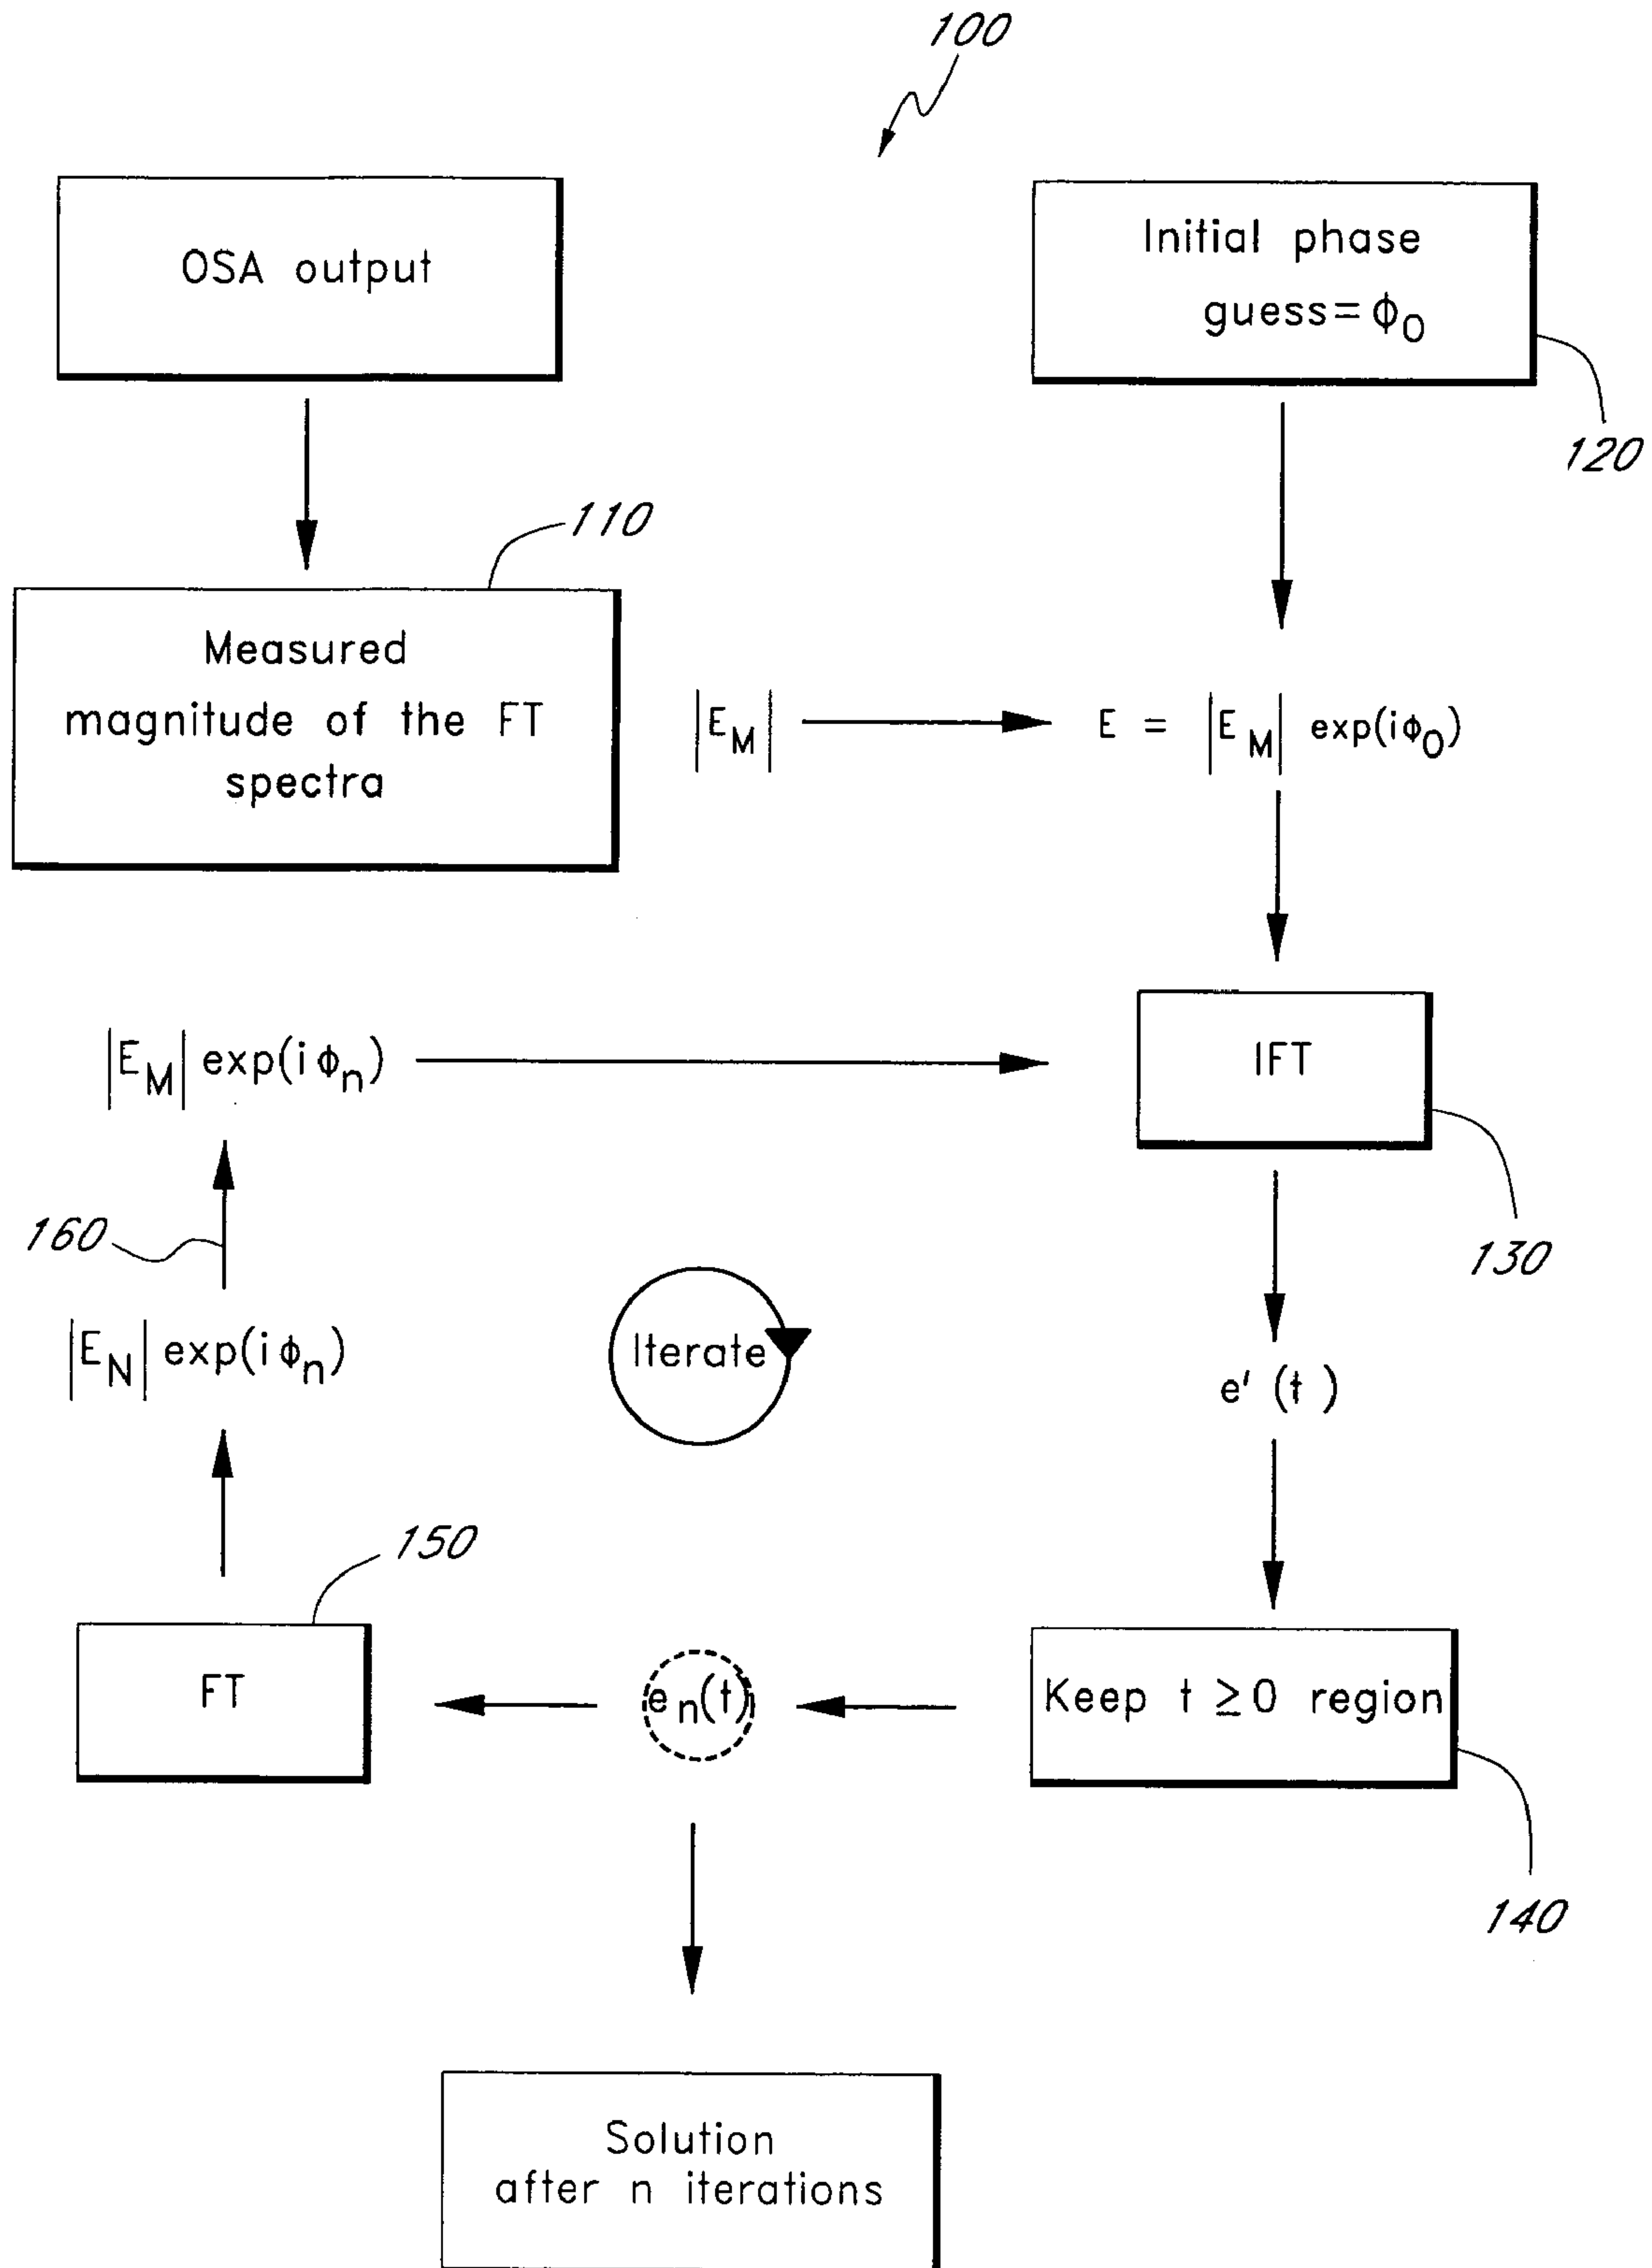 100
OSA output
Initial phase
guess=ϕ0
120
110
Measured
magnitude of the FT
spectra
|EM|
E = |EM| exp(iϕ0)
|EM| exp(iϕn)
IFT
160
130
|EN| exp(iϕn)
Iterate
e' (t )
150
FT
en(t)
Keep t ≥0 region
140
Solution
after n iterations